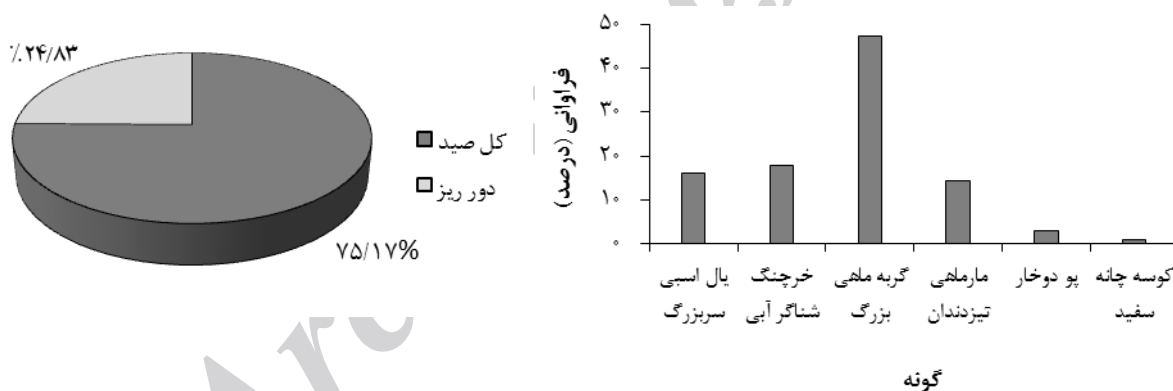 ٪۲۴/۸۳
کل صید
دور ریز
۷۵/۱۷%
فراوانی (درصد)
۵۰
۴۰
۳۰
۲۰
۱۰
۰
یال اسبی سربزرگ
خرچنگ شناگر آبی
گربه ماهی بزرگ
مارماهی تیزدندان
پو دوخار
کوسه چانه سفید
گونه
Arc